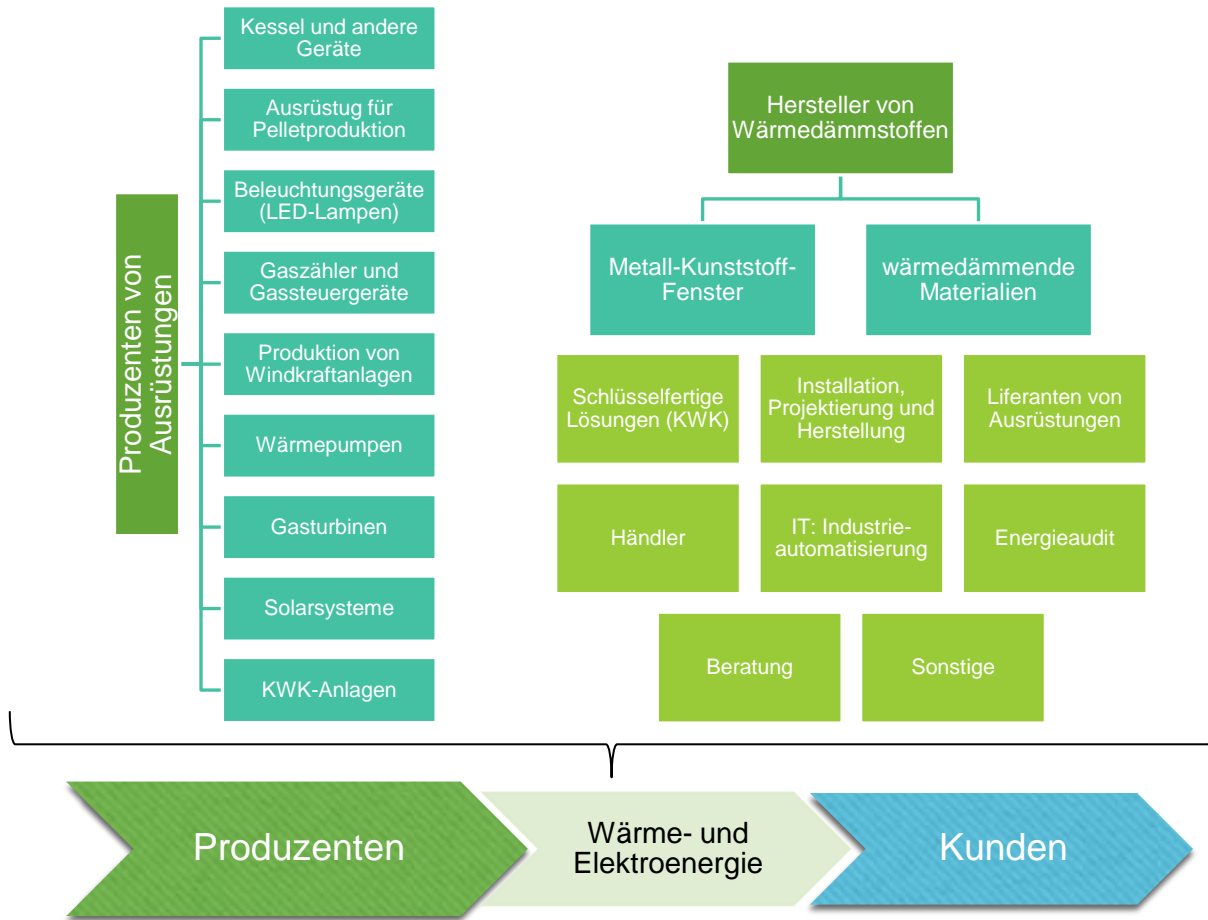 Produzenten von
Ausrüstungen
Kessel und andere
Geräte
Ausrüstug für
Pelletproduktion
Beleuchtungsgeräte
(LED-Lampen)
Gaszähler und
Gassteuergeräte
Produktion von
Windkraftanlagen
Wärmepumpen
Gasturbinen
Solarsysteme
KWK-Anlagen
Hersteller von
Wärmedämmstoffen
Metall-Kunststoff-
Fenster
wärmedämmende
Materialien
Schlüsselfertige
Lösungen (KWK)
Installation,
Projektierung und
Herstellung
Liferanten von
Ausrüstungen
Händler
IT: Industrie-
automatisierung
Energieaudit
Beratung
Sonstige
Produzenten
Wärme- und
Elektroenergie
Kunden